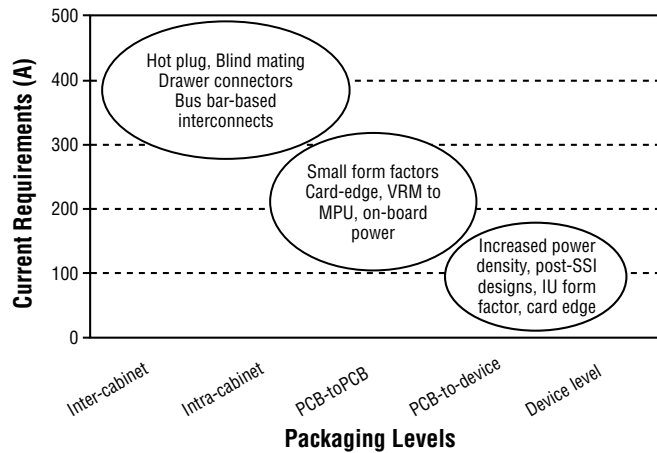 500
400
300
200
100
0
Current Requirements (A)
Hot plug, Blind mating
Drawer connectors
Bus bar-based
interconnects
Small form factors
Card-edge, VRM to
MPU, on-board
power
Increased power
density, post-SSI
designs, IU form
factor, card edge
Inter-cabinet
Intra-cabinet
PCB-toPCB
PCB-to-device
Device level
Packaging Levels